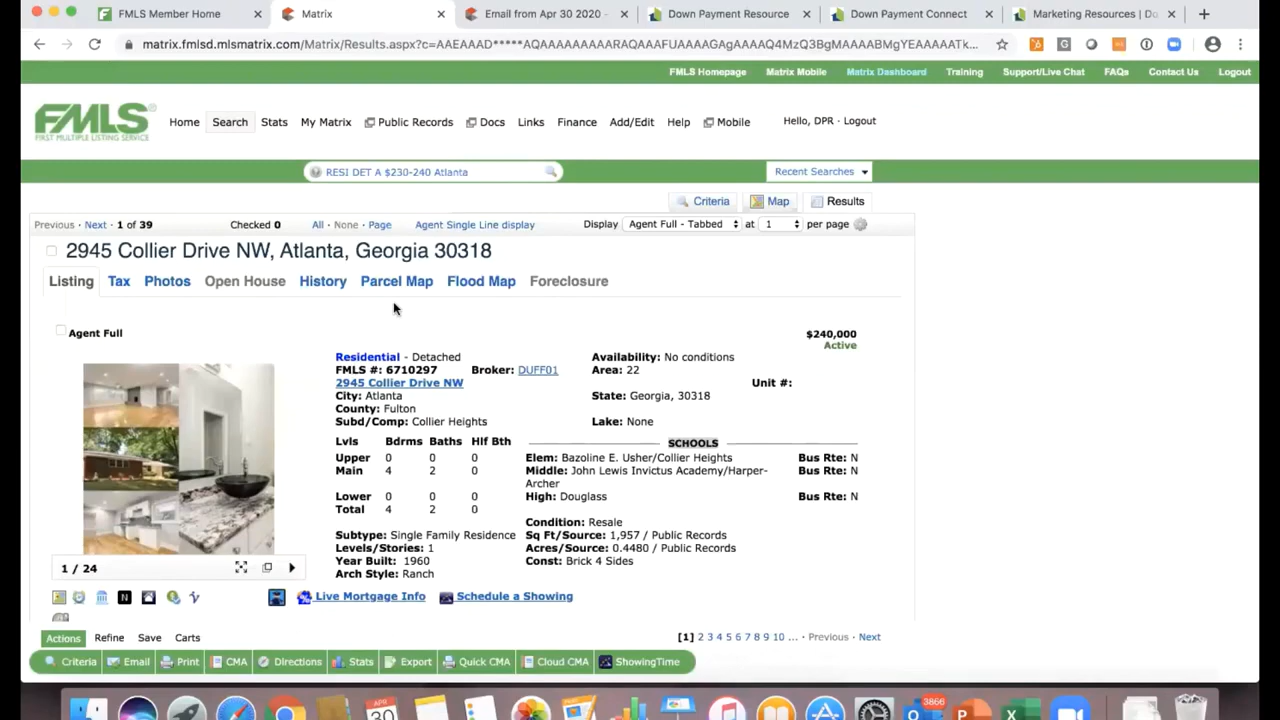 FMLS Member Home
Matrix
Email from Apr 30 2020 -
Down Payment Resource
Down Payment Connect
Marketing Resources | Do
matrix.fmlsd.mlsmatrix.com/Matrix/Results.aspx?c=AAEAAAD*****AQAAAAAAAAARAQAAAFUAAAAGAgAAAAQ4MzQ3BgMAAAABMgYEAAAAATk...
FMLS Homepage Matrix Mobile Matrix Dashboard Training Support/Live Chat FAQs Contact Us Logout
FMLS
FIRST MULTIPLE LISTING SERVICE
Home Search Stats My Matrix Public Records Docs Links Finance Add/Edit Help Mobile Hello, DPR - Logout
RESI DET A $230-240 Atlanta
Recent Searches
Criteria Map Results
Previous · Next · 1 of 39 Checked 0 All · None · Page Agent Single Line display Display Agent Full - Tabbed at 1 per page
2945 Collier Drive NW, Atlanta, Georgia 30318
Listing Tax Photos Open House History Parcel Map Flood Map Foreclosure
Agent Full
$240,000
Active
Residential - Detached Availability: No conditions
FMLS #: 6710297 Broker: DUFF01 Area: 22
2945 Collier Drive NW Unit #:
City: Atlanta State: Georgia, 30318
County: Fulton
Subd/Comp: Collier Heights Lake: None
Lvls Bdrms Baths Hlf Bth SCHOOLS
Upper 0 0 0 Elem: Bazoline E. Usher/Collier Heights Bus Rte: N
Main 4 2 0 Middle: John Lewis Invictus Academy/Harper-Archer Bus Rte: N
Lower 0 0 0 High: Douglass Bus Rte: N
Total 4 2 0
Condition: Resale
Subtype: Single Family Residence Sq Ft/Source: 1,957 / Public Records
Levels/Stories: 1 Acres/Source: 0.4480 / Public Records
Year Built: 1960 Const: Brick 4 Sides
Arch Style: Ranch
1 / 24
Live Mortgage Info Schedule a Showing
Actions Refine Save Carts [1] 2 3 4 5 6 7 8 9 10 ... Previous · Next
Criteria Email Print CMA Directions Stats Export Quick CMA Cloud CMA ShowingTime
APR
30
3866